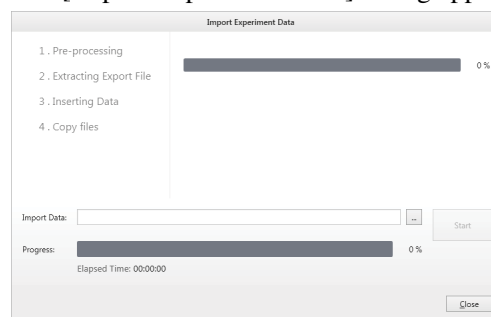 Import Experiment Data
1 . Pre-processing
0 %
2 . Extracting Export File
3 . Inserting Data
4 . Copy files
Import Data:
...
Start
Progress:
0 %
Elapsed Time: 00:00:00
Close